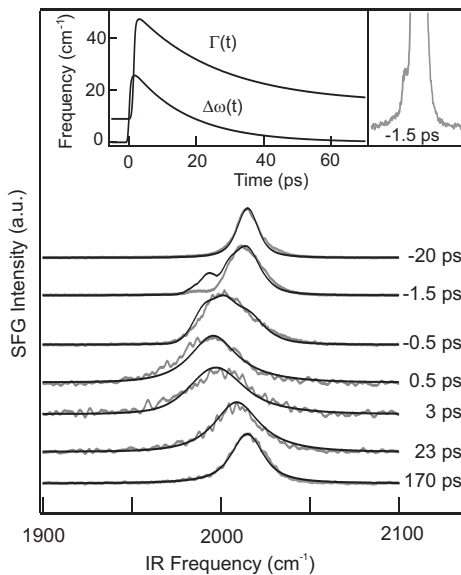 Frequency (cm-1)
40
20
0
Γ(t)
Δω(t)
0
20
40
60
Time (ps)
-1.5 ps
SFG Intensity (a.u.)
-20 ps
-1.5 ps
-0.5 ps
0.5 ps
3 ps
23 ps
170 ps
1900
2000
2100
IR Frequency (cm-1)